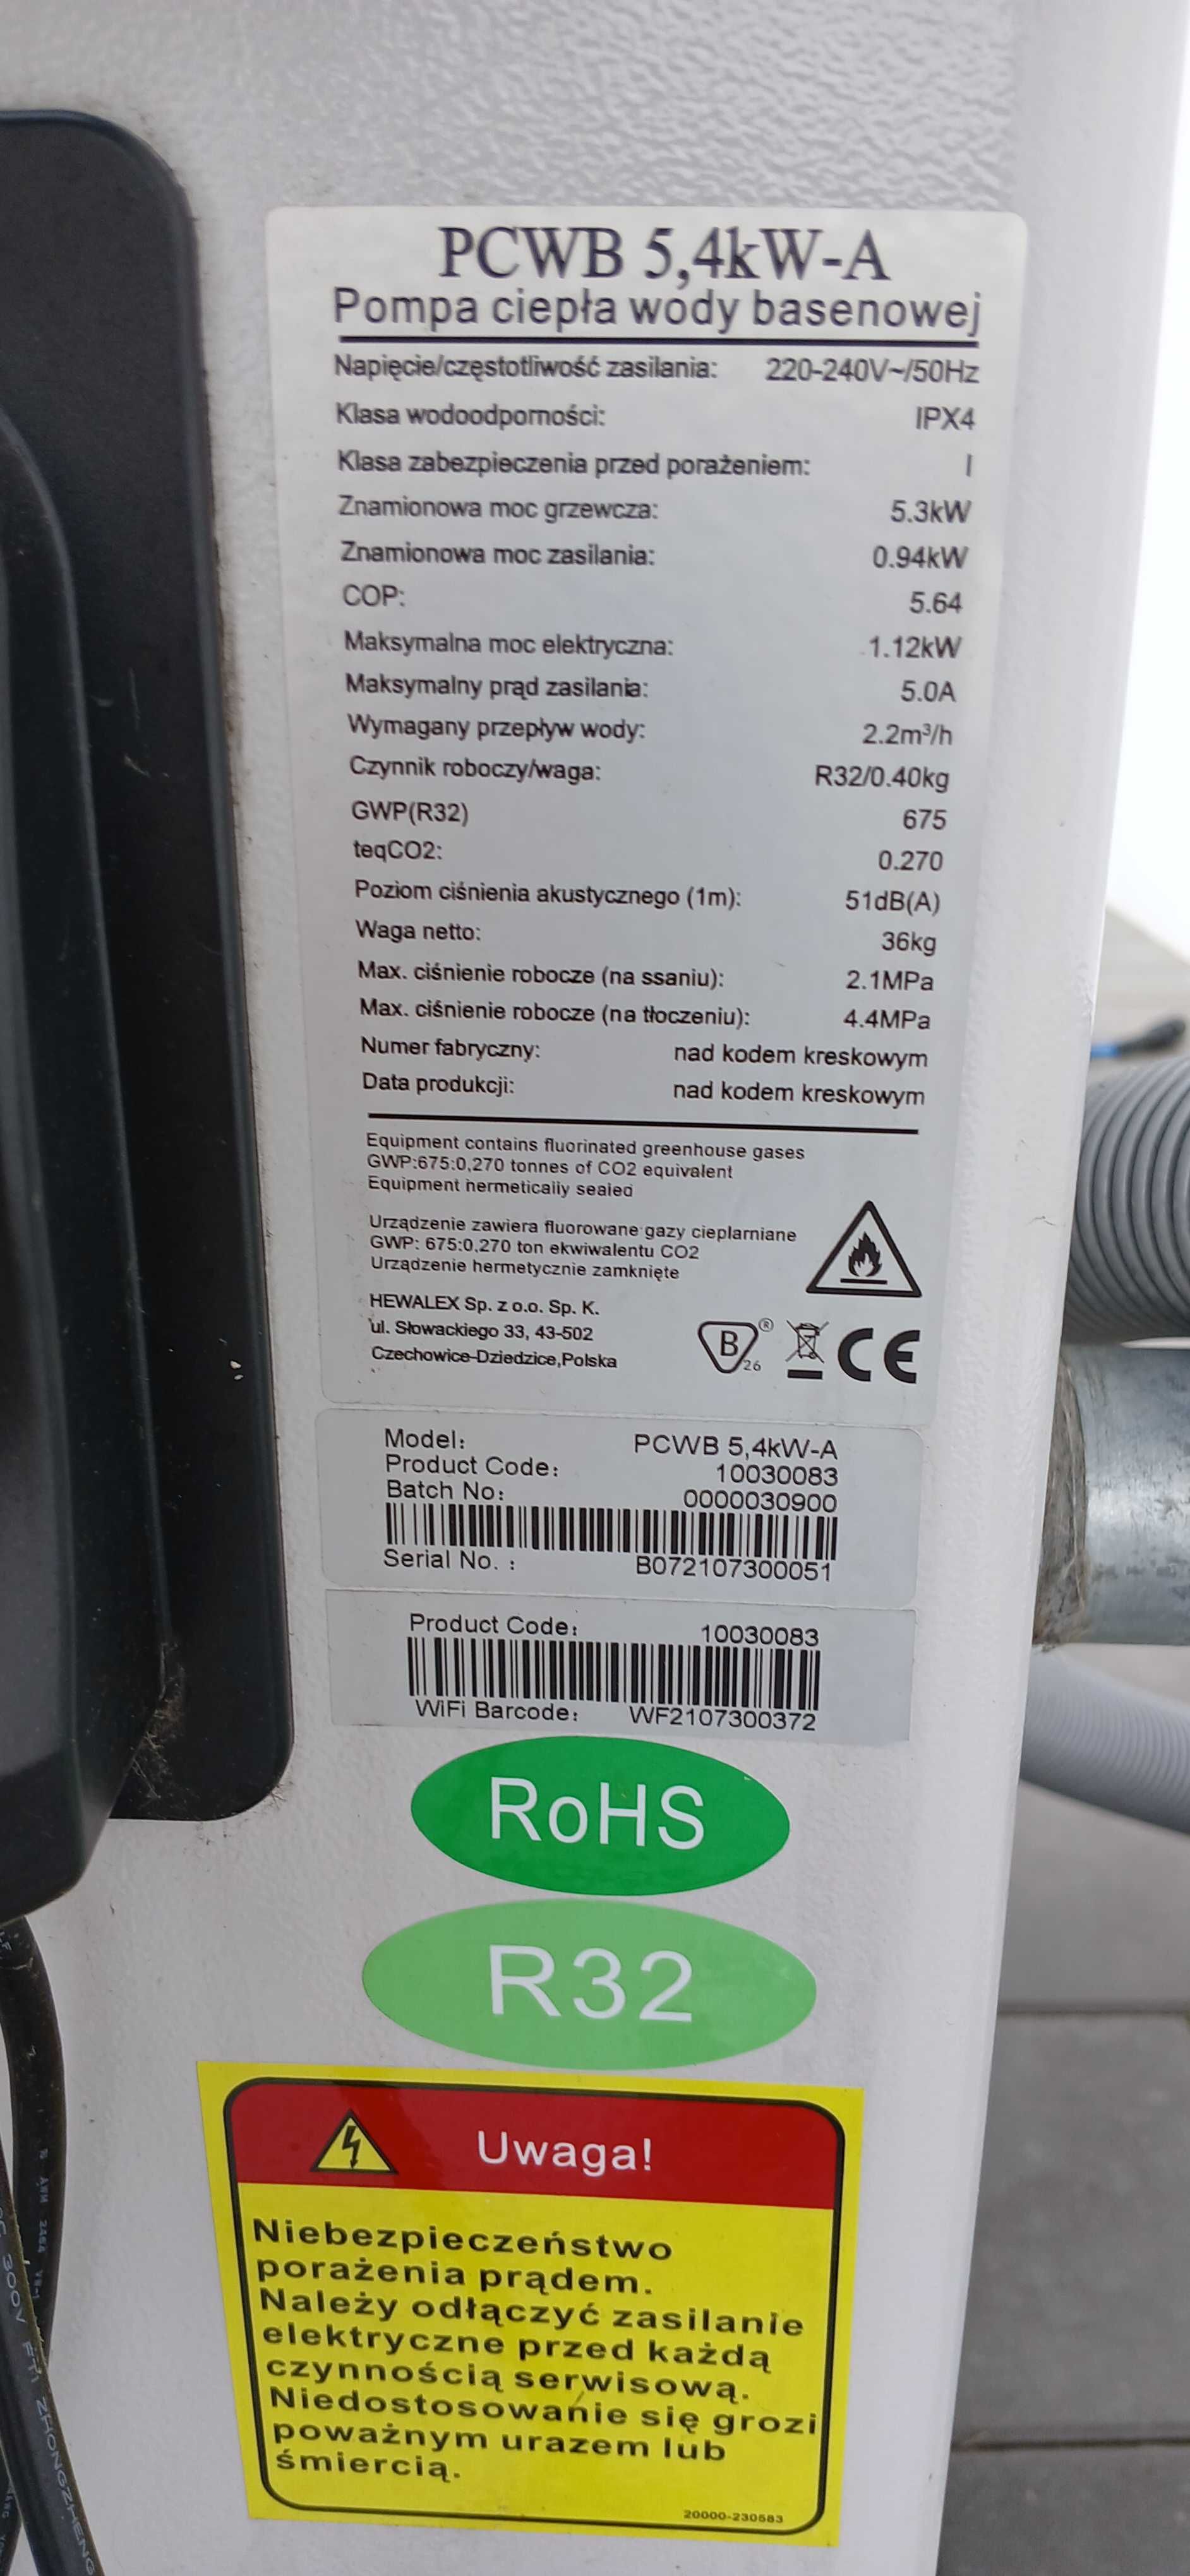 PCWB 5,4kW-A
Pompa ciepła wody basenowej
Napięcie/częstotliwość zasilania: 220-240V~/50Hz
Klasa wodoodporności: IPX4
Klasa zabezpieczenia przed porażeniem: I
Znamionowa moc grzewcza: 5.3kW
Znamionowa moc zasilania: 0.94kW
COP: 5.64
Maksymalna moc elektryczna: 1.12kW
Maksymalny prąd zasilania: 5.0A
Wymagany przepływ wody: 2.2m³/h
Czynnik roboczy/waga: R32/0.40kg
GWP(R32) 675
teqCO2: 0.270
Poziom ciśnienia akustycznego (1m): 51dB(A)
Waga netto: 36kg
Max. ciśnienie robocze (na ssaniu): 2.1MPa
Max. ciśnienie robocze (na tłoczeniu): 4.4MPa
Numer fabryczny: nad kodem kreskowym
Data produkcji: nad kodem kreskowym
Equipment contains fluorinated greenhouse gases
GWP:675:0,270 tonnes of CO2 equivalent
Equipment hermetically sealed
Urządzenie zawiera fluorowane gazy cieplarniane
GWP: 675:0,270 ton ekwiwalentu CO2
Urządzenie hermetycznie zamknięte
HEWALEX Sp. z o.o. Sp. K.
ul. Słowackiego 33, 43-502
Czechowice-Dziedzice,Polska
B ® 26 CE
Model: PCWB 5,4kW-A
Product Code: 10030083
Batch No: 0000030900
Serial No. : B072107300051
Product Code: 10030083
WiFi Barcode: WF2107300372
RoHS
R32
Uwaga!
Niebezpieczeństwo
porażenia prądem.
Należy odłączyć zasilanie
elektryczne przed każdą
czynnością serwisową.
Niedostosowanie się grozi
poważnym urazem lub
śmiercią.
20000-230583
300V FT1 ZHONGZHENG